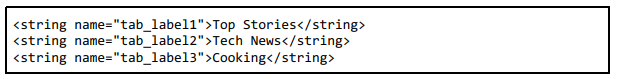 <string name="tab_label1">Top Stories</string>
<string name="tab_label2">Tech News</string>
<string name="tab_label3">Cooking</string>